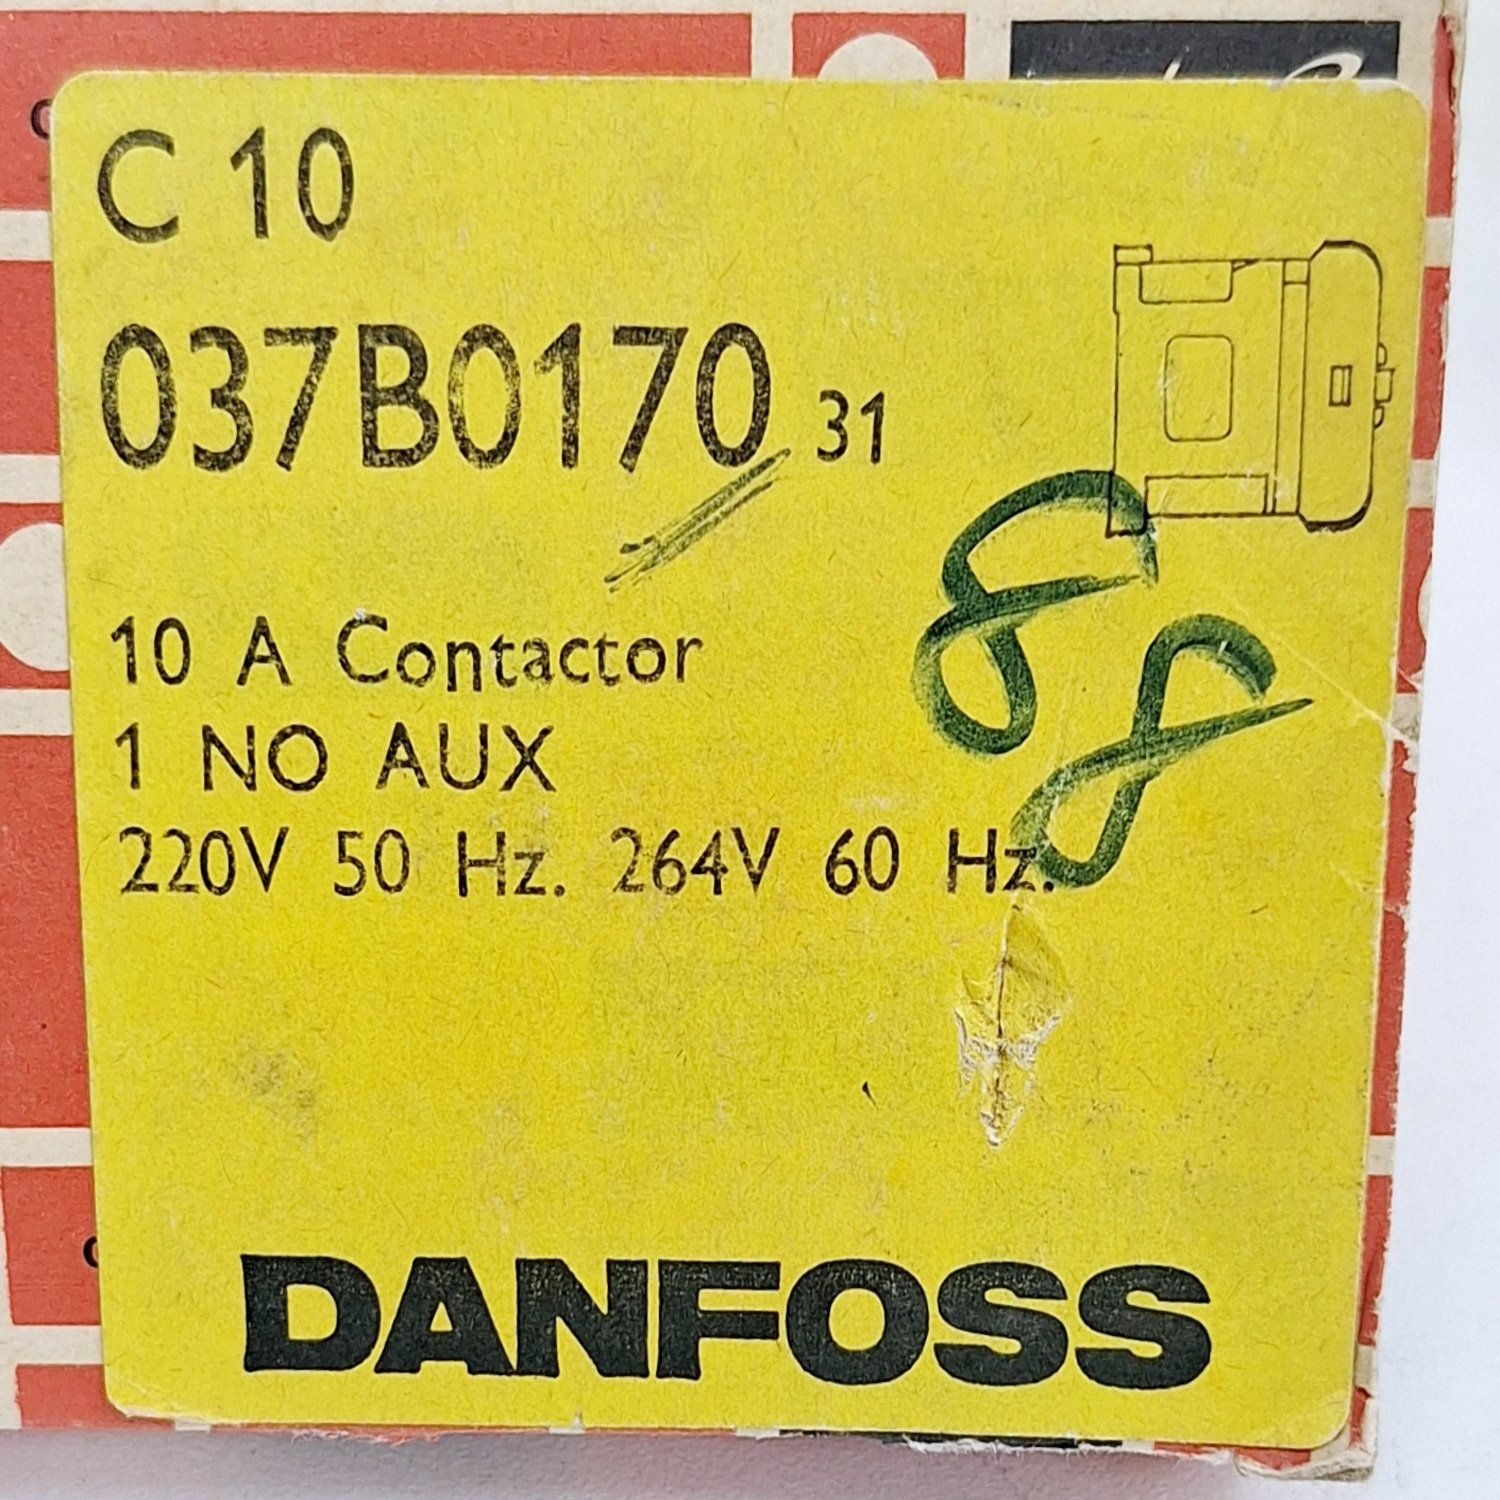 C 10
037B0170 31
88
10 A Contactor
1 NO AUX
220V 50 Hz. 264V 60 Hz.
DANFOSS